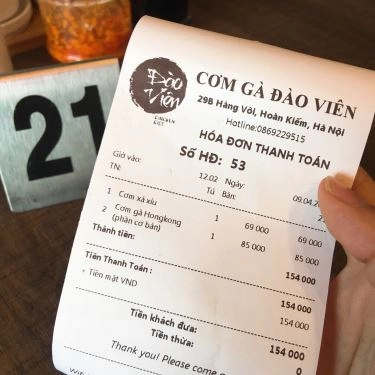 21
Đào
Viên
CHICKEN
RICE
CƠM GÀ ĐÀO VIÊN
29B Hàng Vôi, Hoàn Kiếm, Hà Nội
Hotline:0869229515
HÓA ĐƠN THANH TOÁN
Số HĐ: 53
Giờ vào: 12.02 Ngày: 09.04.20
TN: Tú Bàn: 2
1 Cơm xá xíu 1 69 000 69 000
2 Cơm gà Hongkong 1 85 000 85 000
(phần cơ bản)
Thành tiền: 154 000
Tiền Thanh Toán : 154 000
+ Tiền mặt VND 154 000
Tiền khách đưa: 154 000
Tiền thừa: 0
Thank you! Please come